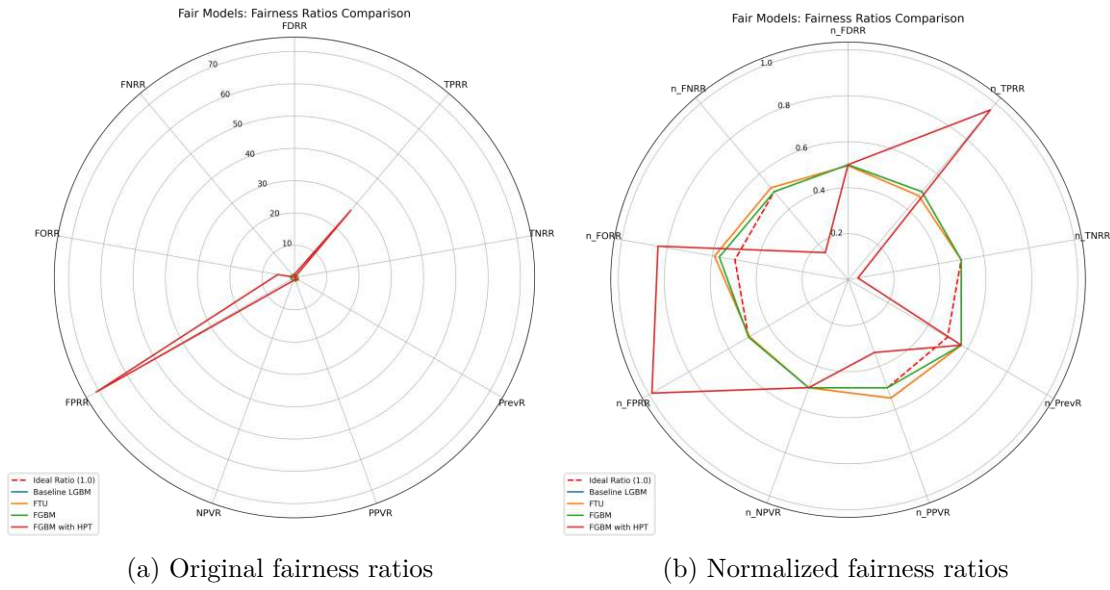 Fair Models: Fairness Ratios Comparison
FDRR
TPRR
TNRR
PrevR
PPVR
NPVR
FPRR
FORR
FNRR
70
60
50
40
30
20
10
Ideal Ratio (1.0)
Baseline LGBM
FTU
FGBM
FGBM with HPT
(a) Original fairness ratios
Fair Models: Fairness Ratios Comparison
n_FDRR
n_TPRR
n_TNRR
n_PrevR
n_PPVR
n_NPVR
n_FPRR
n_FORR
n_FNRR
1.0
0.8
0.6
0.4
0.2
Ideal Ratio (1.0)
Baseline LGBM
FTU
FGBM
FGBM with HPT
(b) Normalized fairness ratios